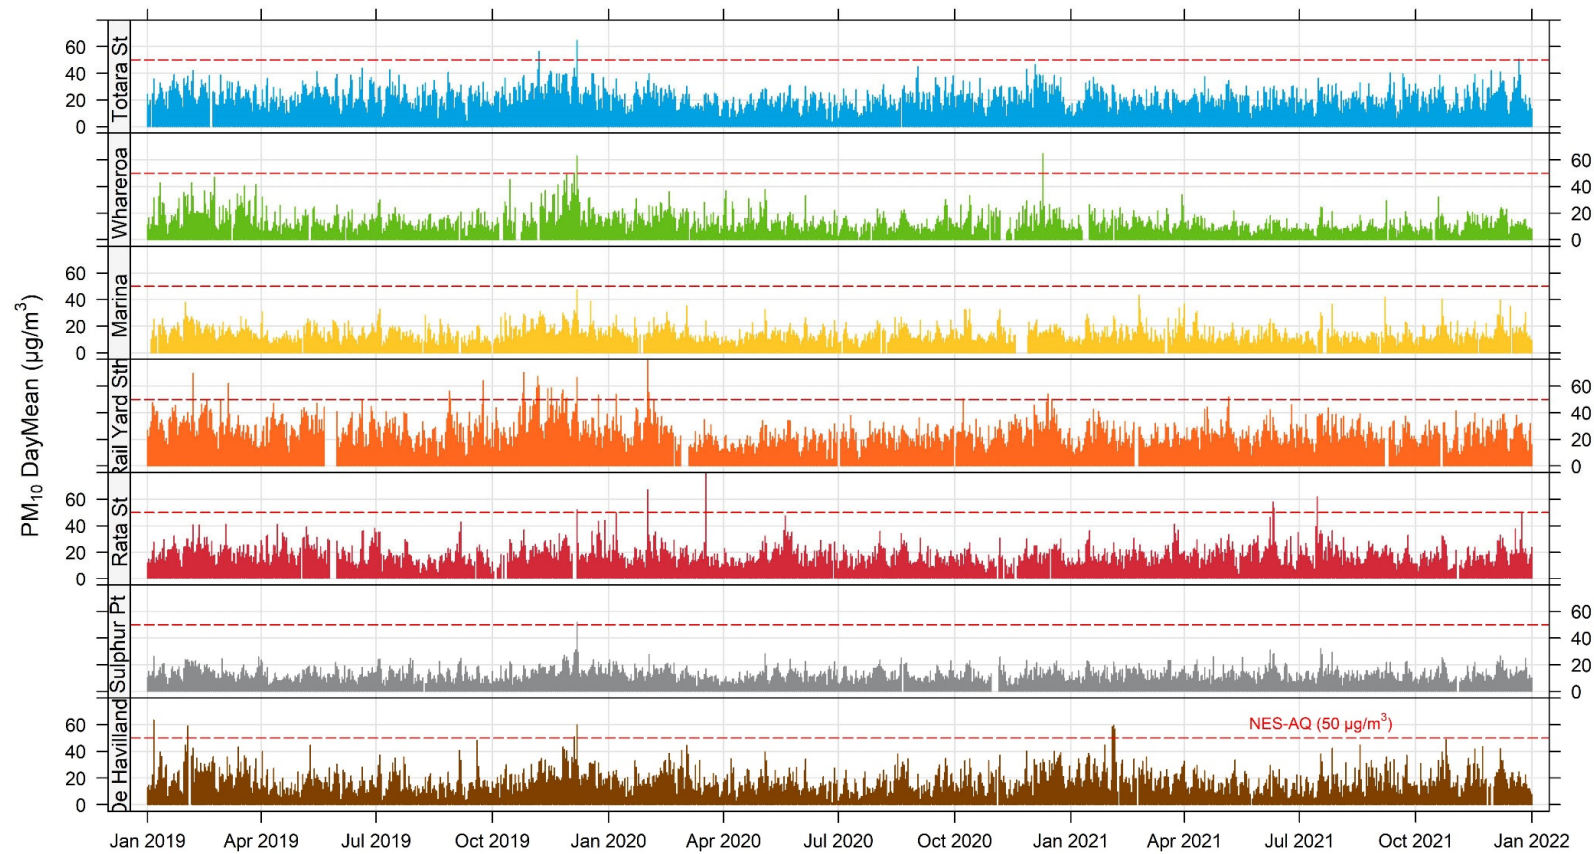 PM10 DayMean (µg/m3)
Totara St
60
40
20
0
Whareroa
60
40
20
0
Marina
60
40
20
0
Rail Yard Sth
60
40
20
0
Rata St
60
40
20
0
Sulphur Pt
60
40
20
0
De Havilland
60
40
20
0
NES-AQ (50 µg/m3)
Jan 2019 Apr 2019 Jul 2019 Oct 2019 Jan 2020 Apr 2020 Jul 2020 Oct 2020 Jan 2021 Apr 2021 Jul 2021 Oct 2021 Jan 2022